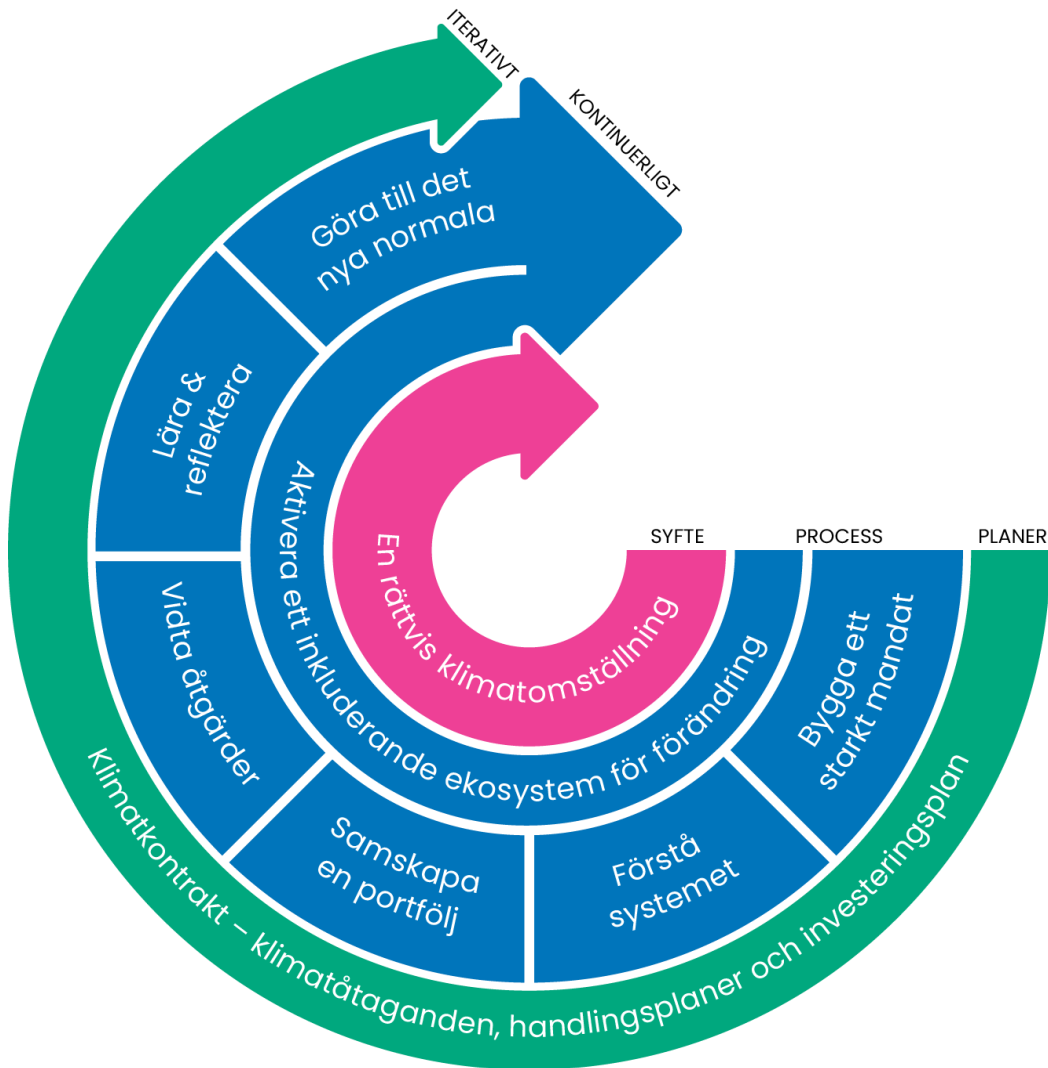 ITERATIVT
KONTINUERLIGT
SYFTE
PROCESS
PLANER
En rättvis klimatomställning
Aktivera ett inkluderande ekosystem för förändring
Bygga ett
starkt mandat
Förstå
systemet
Samskapa
en portfölj
Vidta åtgärder
Lära &
reflektera
Göra till det
nya normala
Klimatkontrakt – klimatåtaganden, handlingsplaner och investeringsplan